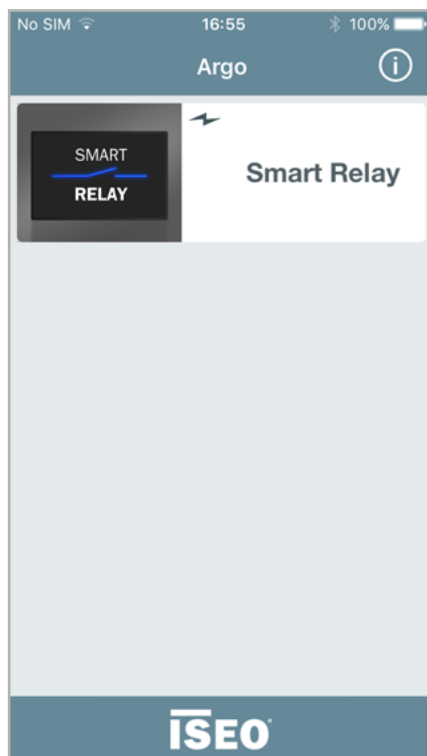 No SIM 16:55 100%
Argo
i
SMART
RELAY
Smart Relay
ISEO